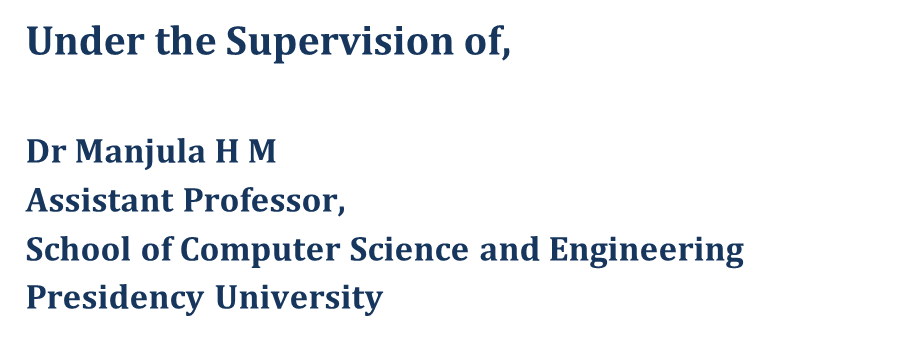 Under the Supervision of,
Dr Manjula H M
Assistant Professor,
School of Computer Science and Engineering
Presidency University